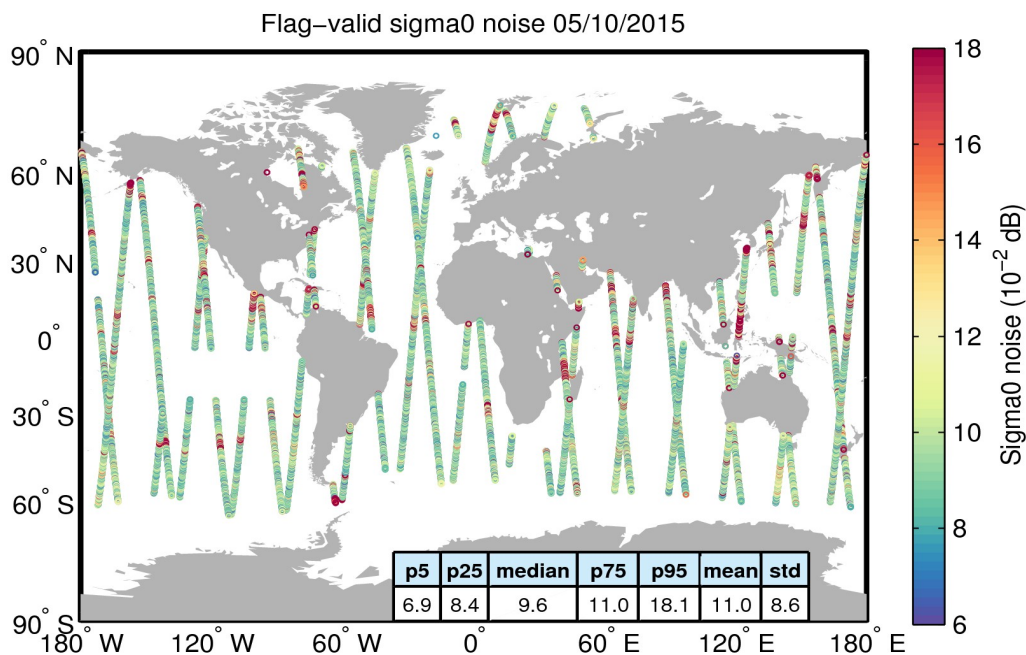 Flag−valid sigma0 noise 05/10/2015
90° N
60° N
30° N
0°
30° S
60° S
90° S
180° W
120° W
60° W
0°
60° E
120° E
180° E
p5 p25 median p75 p95 mean std
6.9 8.4 9.6 11.0 18.1 11.0 8.6
18
16
14
12
10
8
6
Sigma0 noise (10⁻² dB)